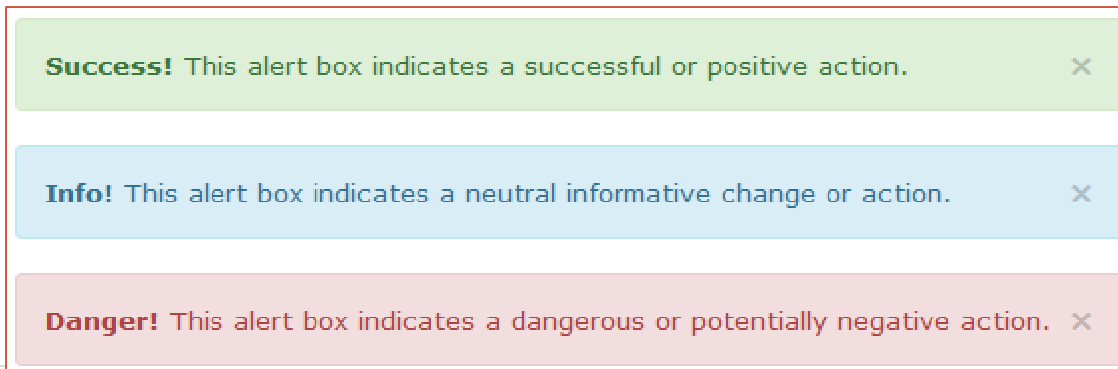 Success! This alert box indicates a successful or positive action. ×
Info! This alert box indicates a neutral informative change or action. ×
Danger! This alert box indicates a dangerous or potentially negative action. ×